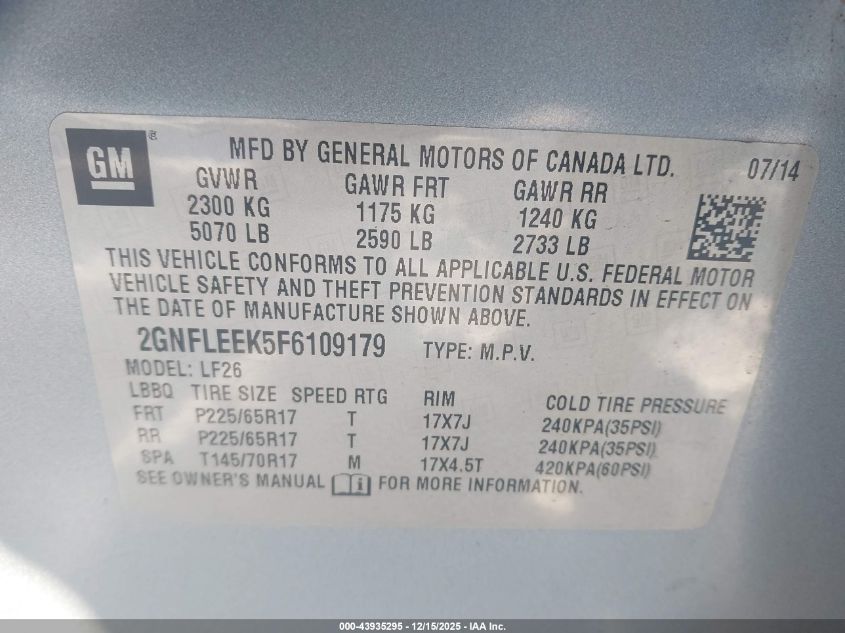 GM ®
MFD BY GENERAL MOTORS OF CANADA LTD. 07/14
GVWR GAWR FRT GAWR RR
2300 KG 1175 KG 1240 KG
5070 LB 2590 LB 2733 LB
THIS VEHICLE CONFORMS TO ALL APPLICABLE U.S. FEDERAL MOTOR
VEHICLE SAFETY AND THEFT PREVENTION STANDARDS IN EFFECT ON
THE DATE OF MANUFACTURE SHOWN ABOVE.
2GNFLEEK5F6109179 TYPE: M.P.V.
MODEL: LF26
LBBQ TIRE SIZE SPEED RTG RIM COLD TIRE PRESSURE
FRT P225/65R17 T 17X7J 240KPA(35PSI)
RR P225/65R17 T 17X7J 240KPA(35PSI)
SPA T145/70R17 M 17X4.5T 420KPA(60PSI)
SEE OWNER'S MANUAL i FOR MORE INFORMATION.
000-43935295 - 12/15/2025 - IAA Inc.